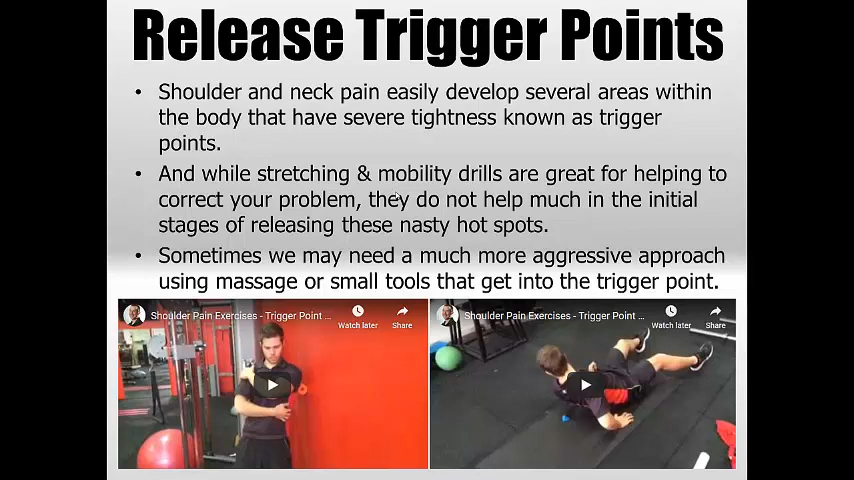 Release Trigger Points
• Shoulder and neck pain easily develop several areas within
the body that have severe tightness known as trigger
points.
• And while stretching & mobility drills are great for helping to
correct your problem, they do not help much in the initial
stages of releasing these nasty hot spots.
• Sometimes we may need a much more aggressive approach
using massage or small tools that get into the trigger point.
Shoulder Pain Exercises - Trigger Point ...
Watch later
Share
Shoulder Pain Exercises - Trigger Point ...
Watch later
Share